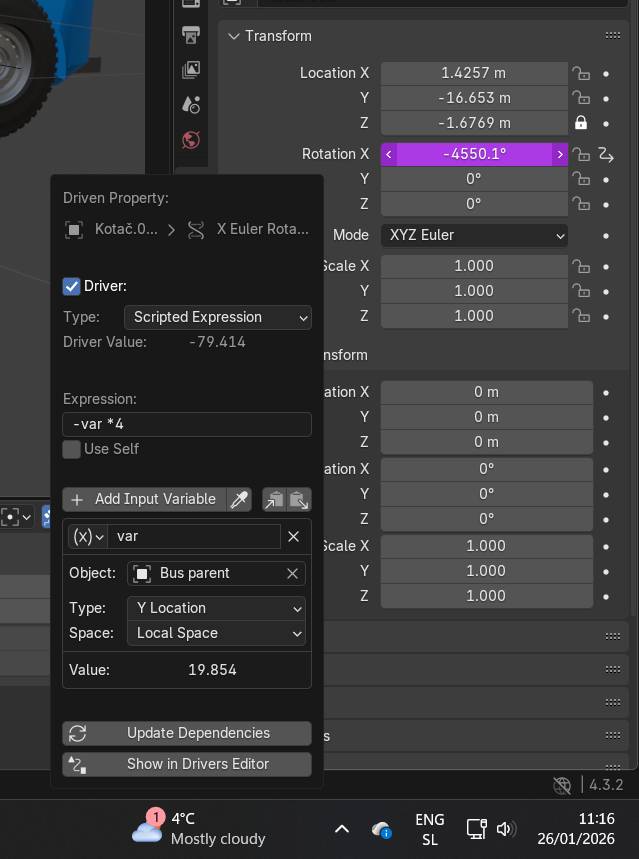 Transform
Location X 1.4257 m
Y -16.653 m
Z -1.6769 m
Rotation X -4550.1°
Y 0°
Z 0°
Mode XYZ Euler
Scale X 1.000
Y 1.000
Z 1.000
nsform
ation X 0 m
Y 0 m
Z 0 m
ation X 0°
Y 0°
Z 0°
Scale X 1.000
Y 1.000
Z 1.000
s
Driven Property:
Kotač.0... X Euler Rota...
Driver:
Type: Scripted Expression
Driver Value: -79.414
Expression:
-var *4
Use Self
+ Add Input Variable
(x) var
Object: Bus parent
Type: Y Location
Space: Local Space
Value: 19.854
Update Dependencies
Show in Drivers Editor
4.3.2
1
4°C
Mostly cloudy
ENG
SL
11:16
26/01/2026